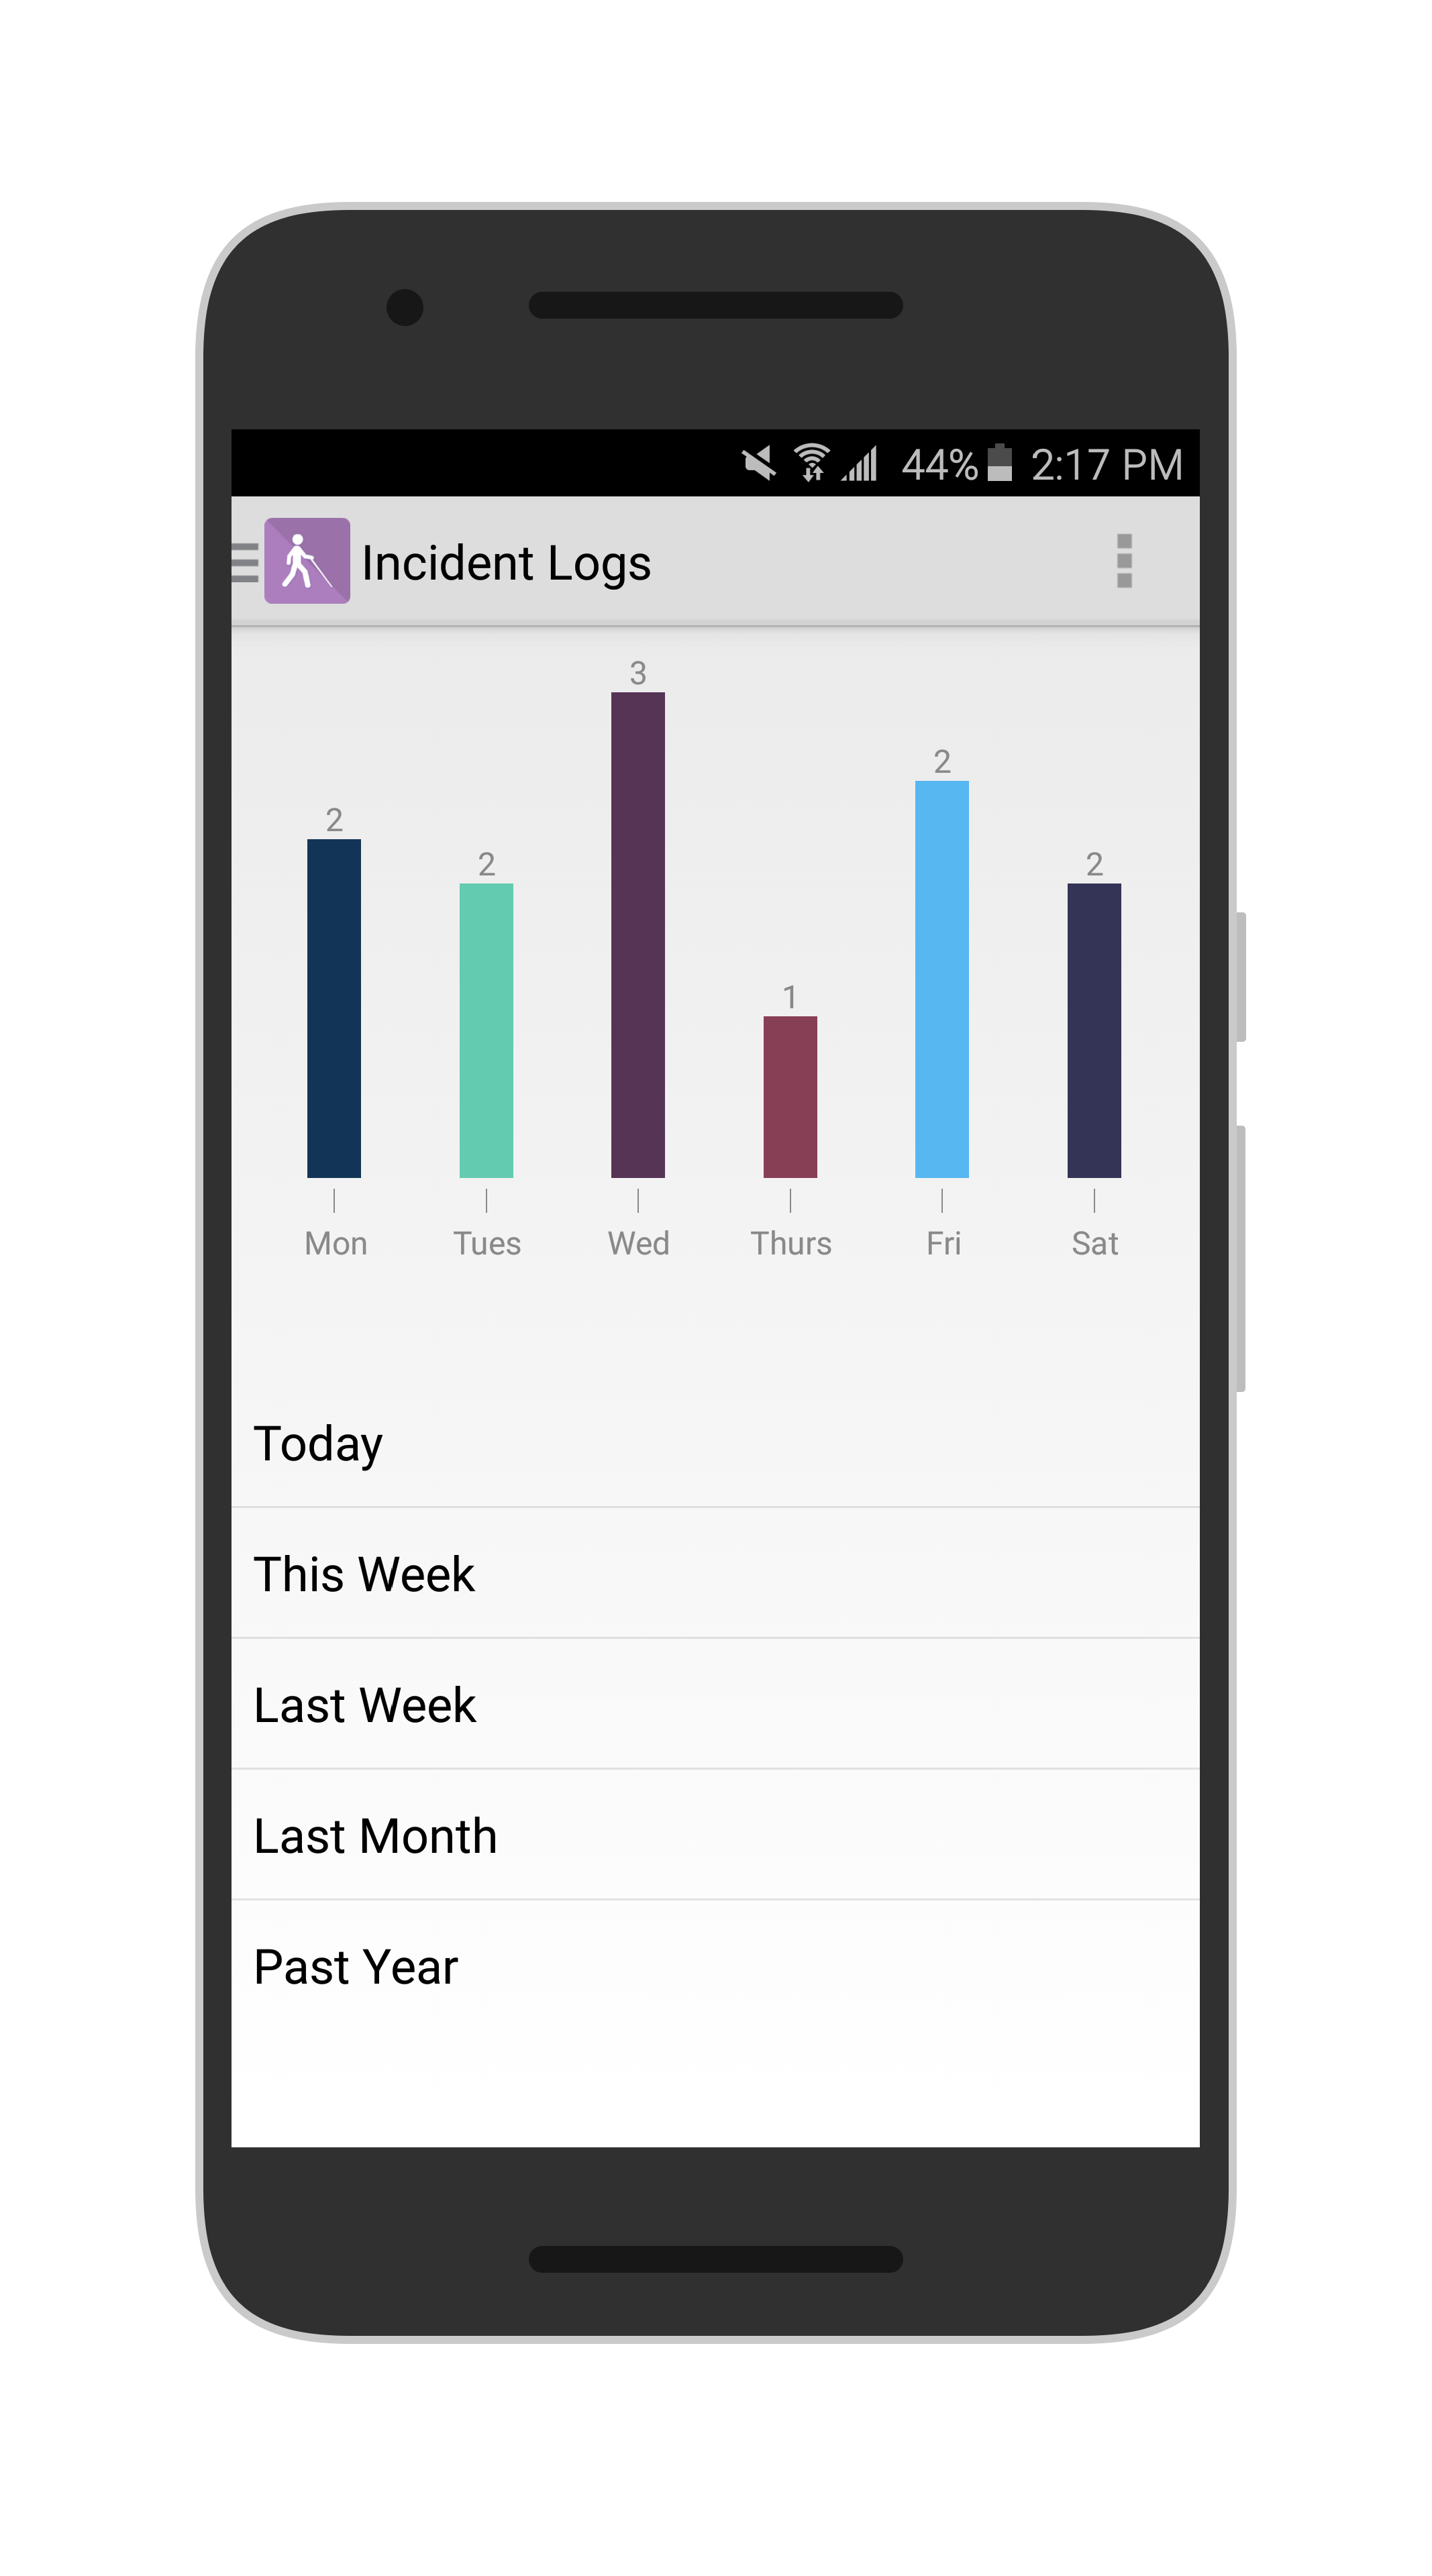 44% 2:17 PM
Incident Logs
3
2
2
2
2
1
Mon Tues Wed Thurs Fri Sat
Today
This Week
Last Week
Last Month
Past Year